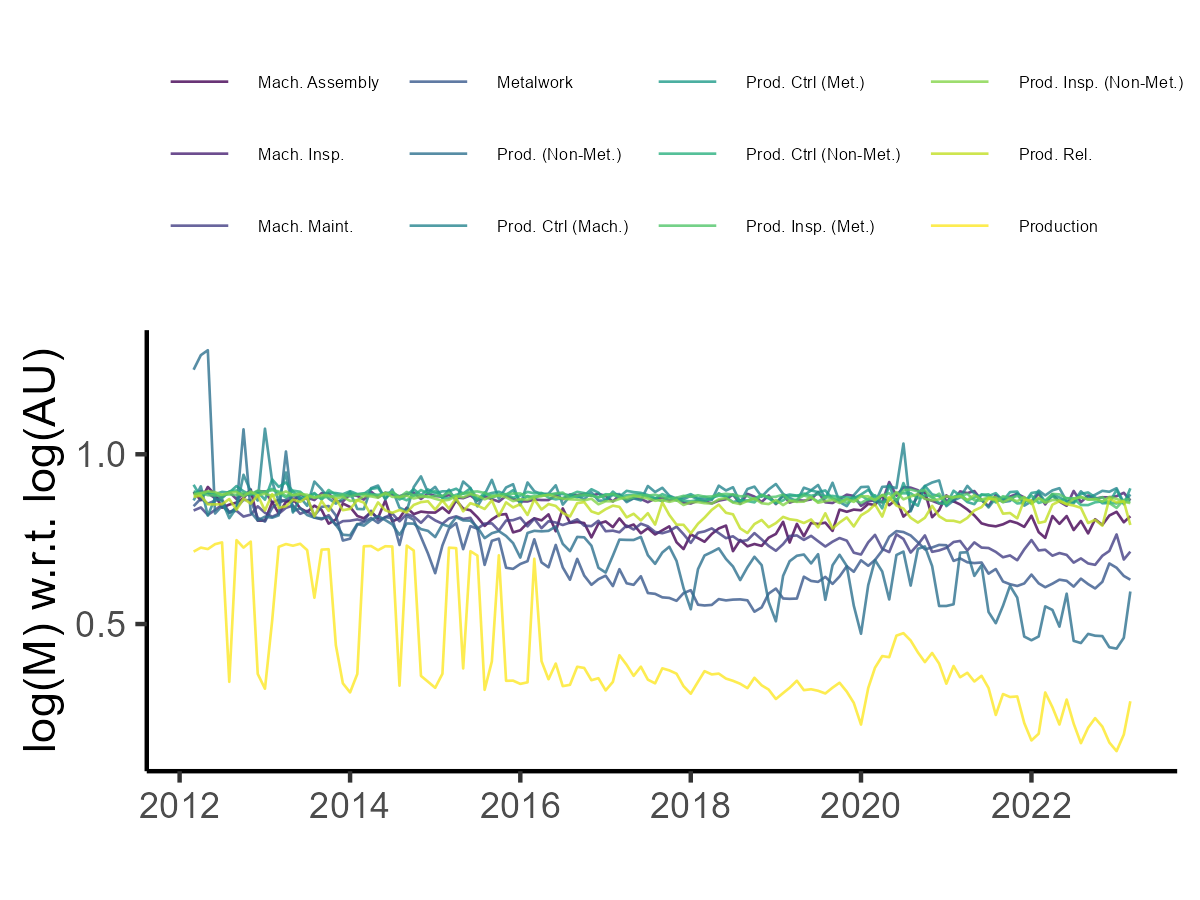 Mach. Assembly Metalwork Prod. Ctrl (Met.) Prod. Insp. (Non-Met.)
Mach. Insp. Prod. (Non-Met.) Prod. Ctrl (Non-Met.) Prod. Rel.
Mach. Maint. Prod. Ctrl (Mach.) Prod. Insp. (Met.) Production
log(M) w.r.t. log(AU)
1.0
0.5
2012 2014 2016 2018 2020 2022